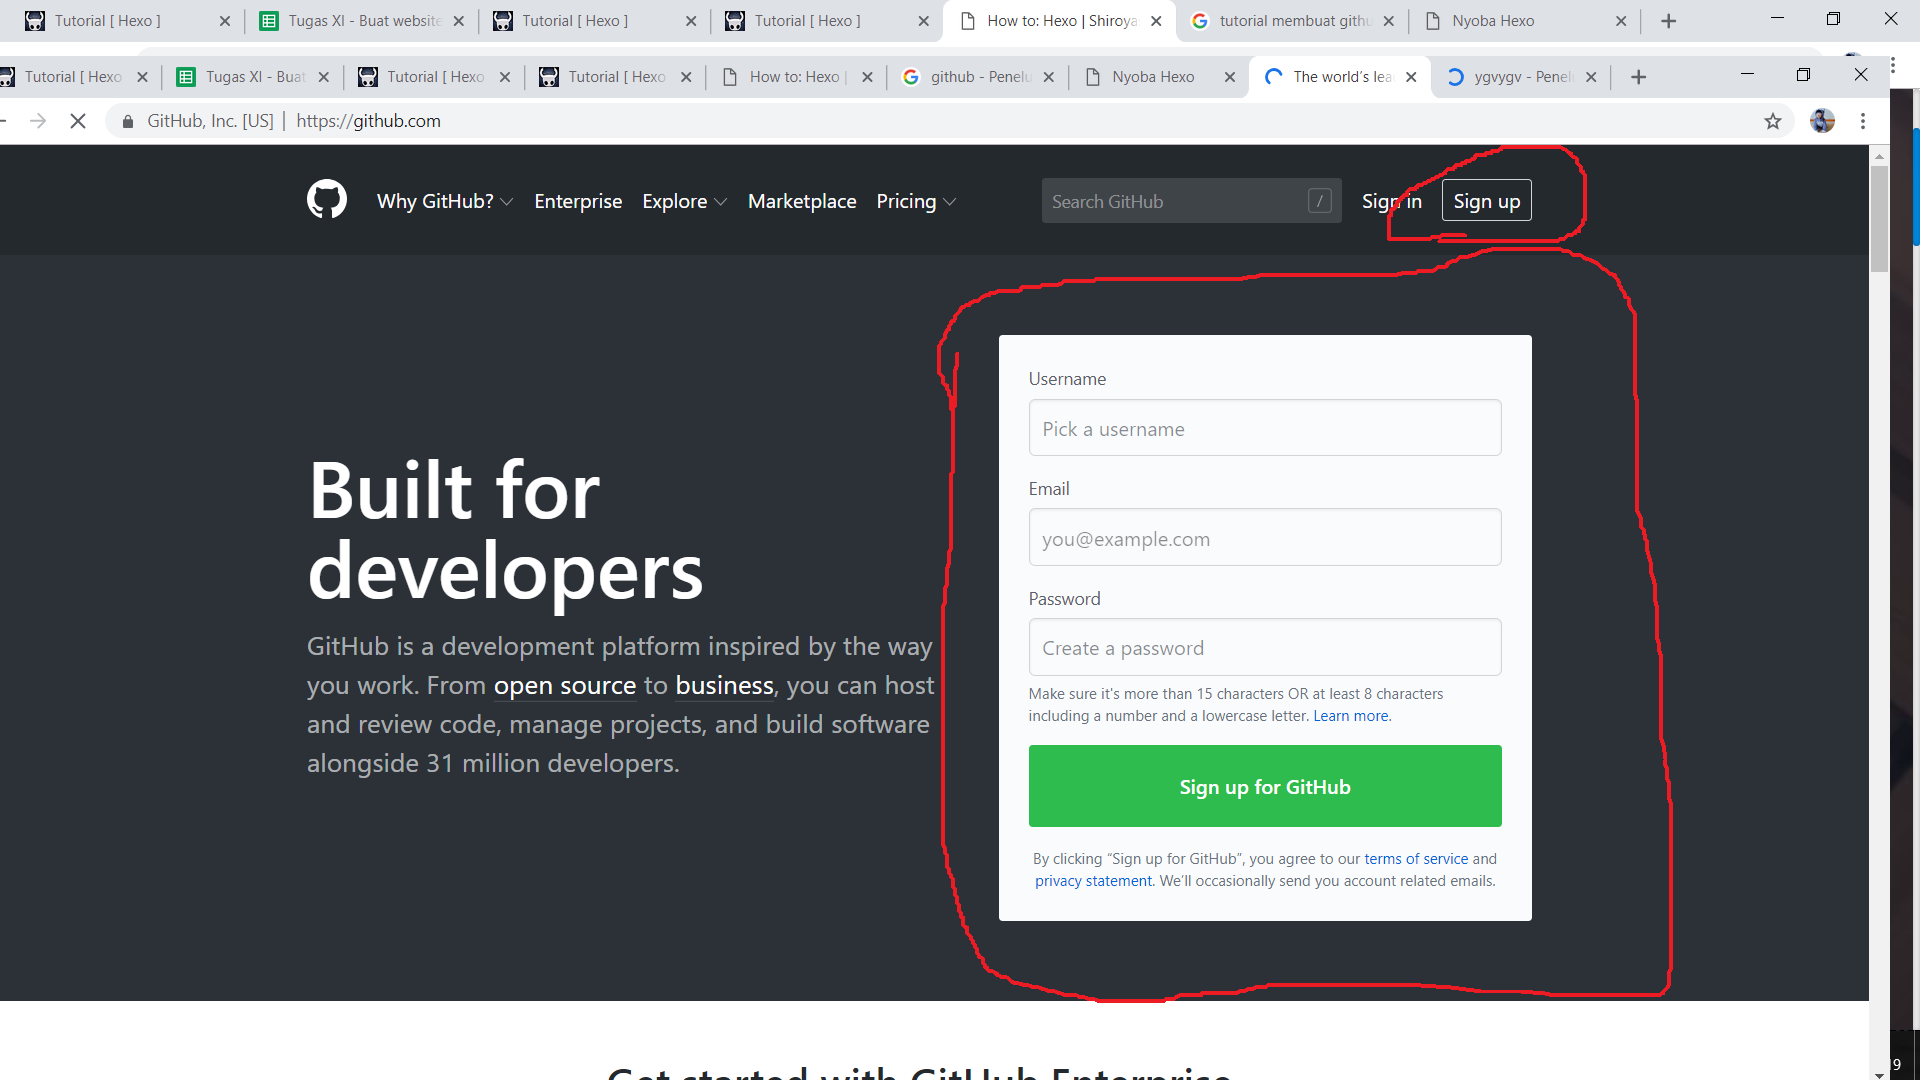 Tutorial [ Hexo ]
Tugas XI - Buat website
Tutorial [ Hexo ]
Tutorial [ Hexo ]
How to: Hexo | Shiroya
tutorial membuat githu
Nyoba Hexo
Tutorial [ Hexo
Tugas XI - Buat
Tutorial [ Hexo
Tutorial [ Hexo
How to: Hexo |
github - Penelu
Nyoba Hexo
The world's lea
ygvygv - Penel
GitHub, Inc. [US] | https://github.com
Why GitHub? Enterprise Explore Marketplace Pricing
Search GitHub /
Sign in
Sign up
Built for
developers
GitHub is a development platform inspired by the way
you work. From open source to business, you can host
and review code, manage projects, and build software
alongside 31 million developers.
Username
Pick a username
Email
you@example.com
Password
Create a password
Make sure it's more than 15 characters OR at least 8 characters
including a number and a lowercase letter. Learn more.
Sign up for GitHub
By clicking “Sign up for GitHub”, you agree to our terms of service and
privacy statement. We’ll occasionally send you account related emails.
Get started with GitHub Enterprise
19